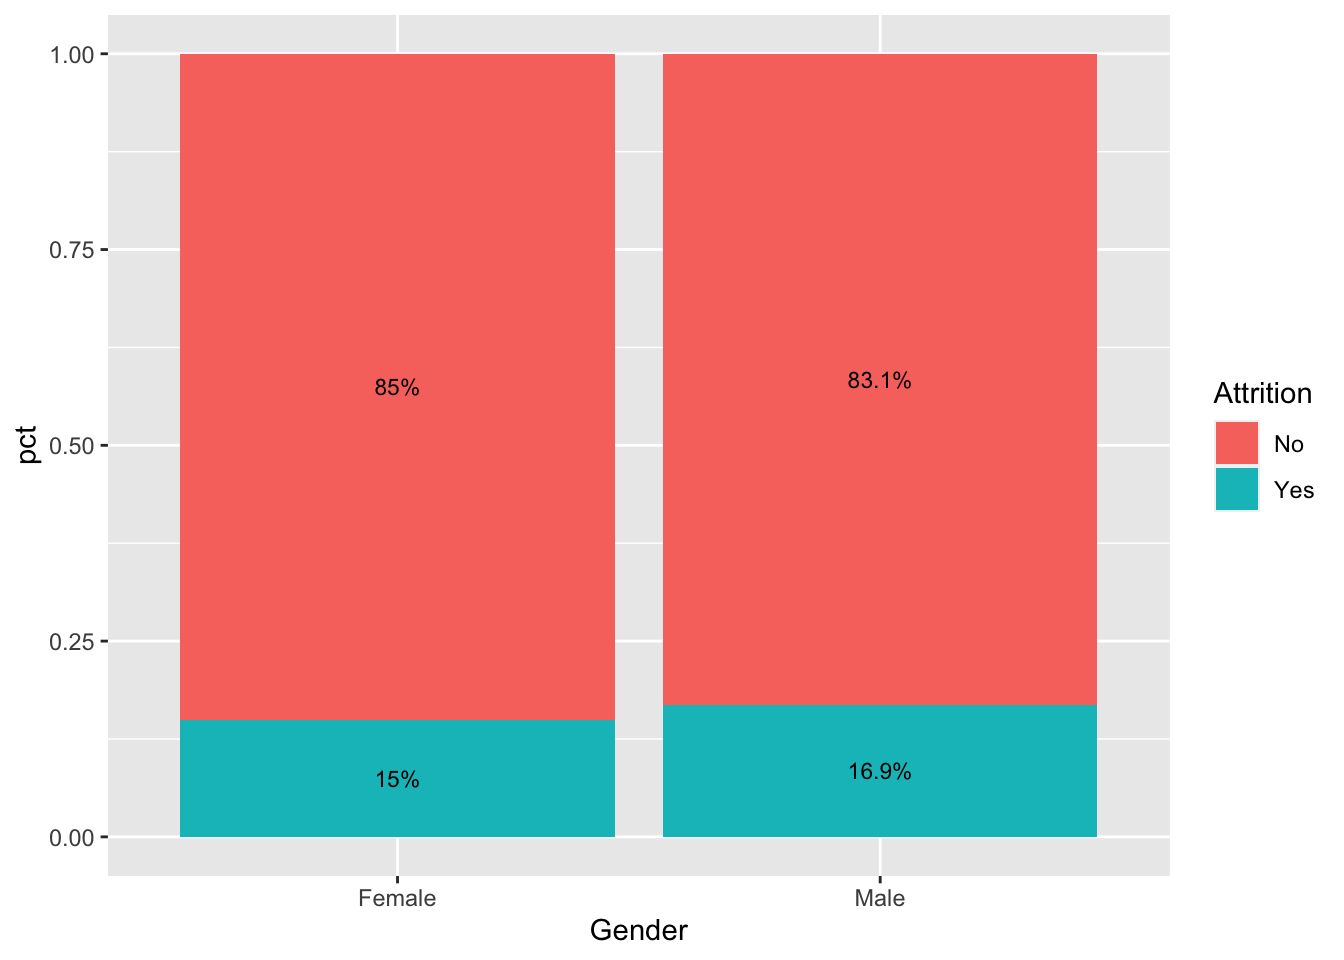 1.00
0.75
0.50
0.25
0.00
pct
85%
83.1%
15%
16.9%
Female
Male
Gender
Attrition
No
Yes